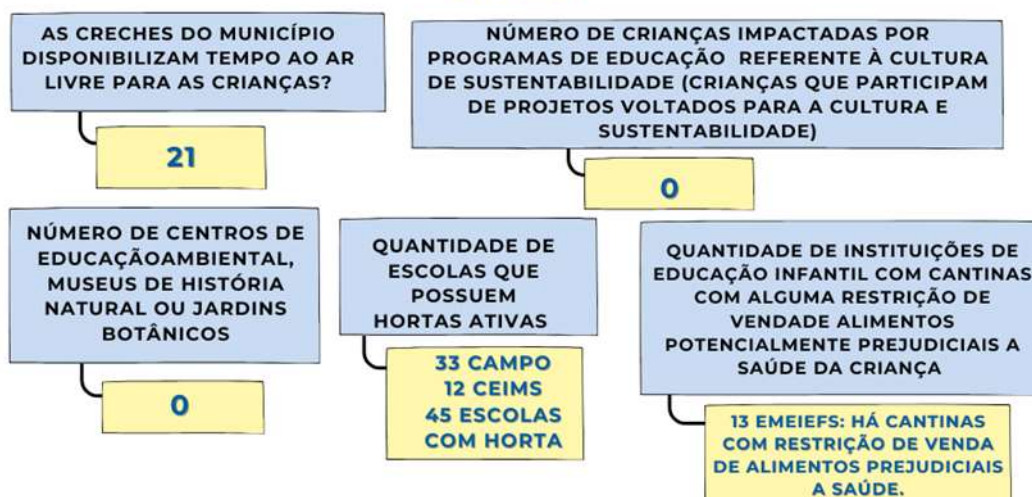 AS CRECHES DO MUNICÍPIO
DISPONIBILIZAM TEMPO AO AR
LIVRE PARA AS CRIANÇAS?
21
NÚMERO DE CRIANÇAS IMPACTADAS POR
PROGRAMAS DE EDUCAÇÃO REFERENTE À CULTURA
DE SUSTENTABILIDADE (CRIANÇAS QUE PARTICIPAM
DE PROJETOS VOLTADOS PARA A CULTURA E
SUSTENTABILIDADE)
0
NÚMERO DE CENTROS DE
EDUCAÇÃOAMBIENTAL,
MUSEUS DE HISTÓRIA
NATURAL OU JARDINS
BOTÂNICOS
0
QUANTIDADE DE
ESCOLAS QUE
POSSUEM
HORTAS ATIVAS
33 CAMPO
12 CEIMS
45 ESCOLAS
COM HORTA
QUANTIDADE DE INSTITUIÇÕES DE
EDUCAÇÃO INFANTIL COM CANTINAS
COM ALGUMA RESTRIÇÃO DE
VENDADE ALIMENTOS
POTENCIALMENTE PREJUDICIAIS A
SAÚDE DA CRIANÇA
13 EMEIEFS: HÁ CANTINAS
COM RESTRIÇÃO DE VENDA
DE ALIMENTOS PREJUDICIAIS
A SAÚDE.